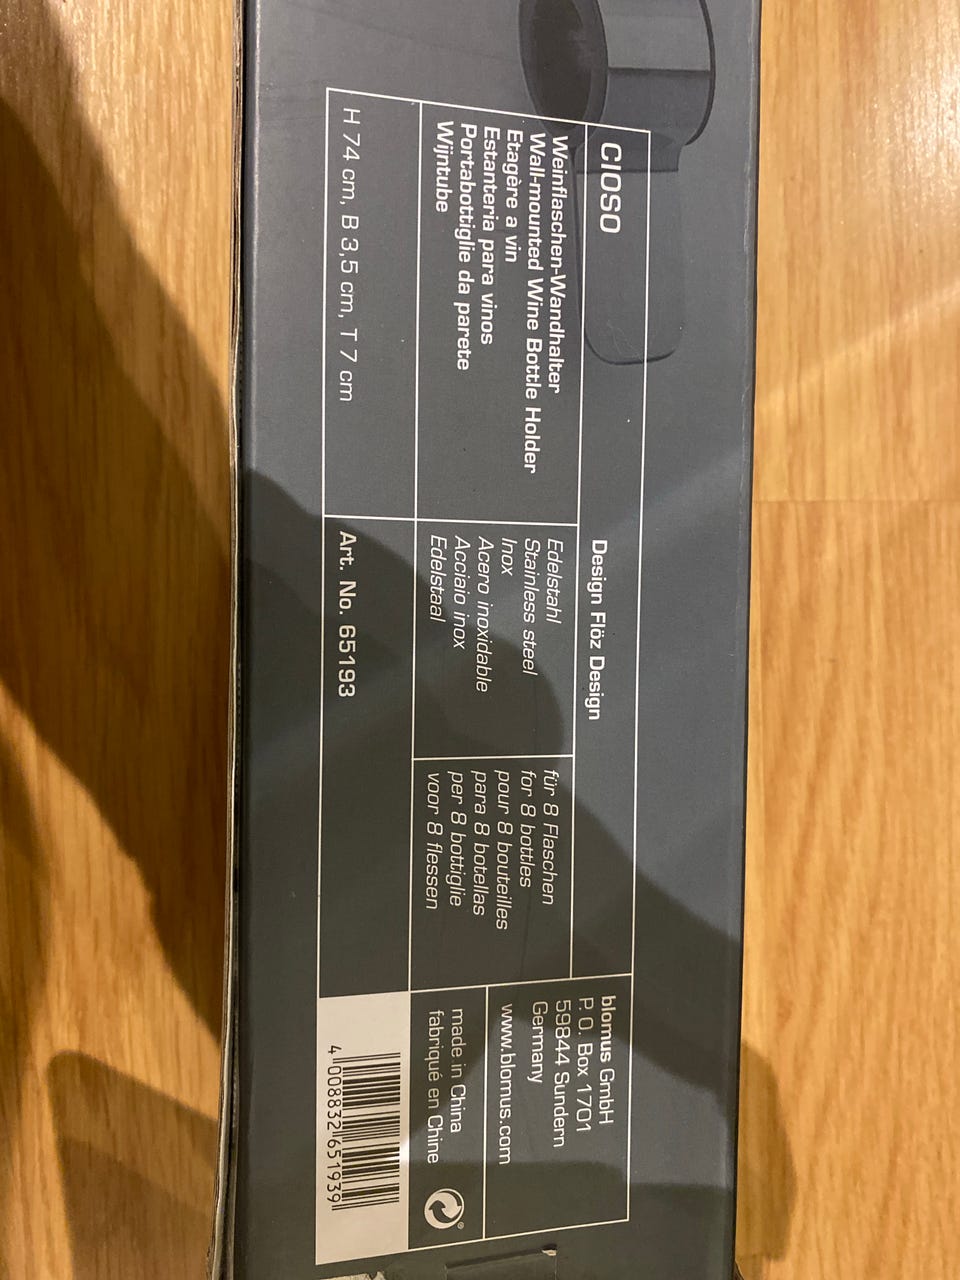 CIOSO
Design Flöz Design
Weinflaschen-Wandhalter
Wall-mounted Wine Bottle Holder
Etagère a vin
Estanteria para vinos
Portabottiglie da parete
Wijntube
Edelstahl
Stainless steel
Inox
Acero inoxidable
Acciaio inox
Edelstaal
für 8 Flaschen
for 8 bottles
pour 8 bouteilles
para 8 botellas
per 8 bottiglie
voor 8 flessen
blomus GmbH
P.O. Box 1701
59844 Sundern
Germany
www.blomus.com
made in China
fabriqué en Chine
H 74 cm, B 3,5 cm, T 7 cm
Art. No. 65193
4 008832 651939